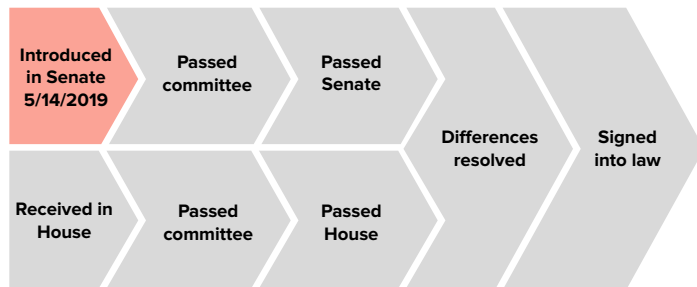 Introduced
in Senate
5/14/2019
Passed
committee
Passed
Senate
Differences
resolved
Signed
into law
Received in
House
Passed
committee
Passed
House